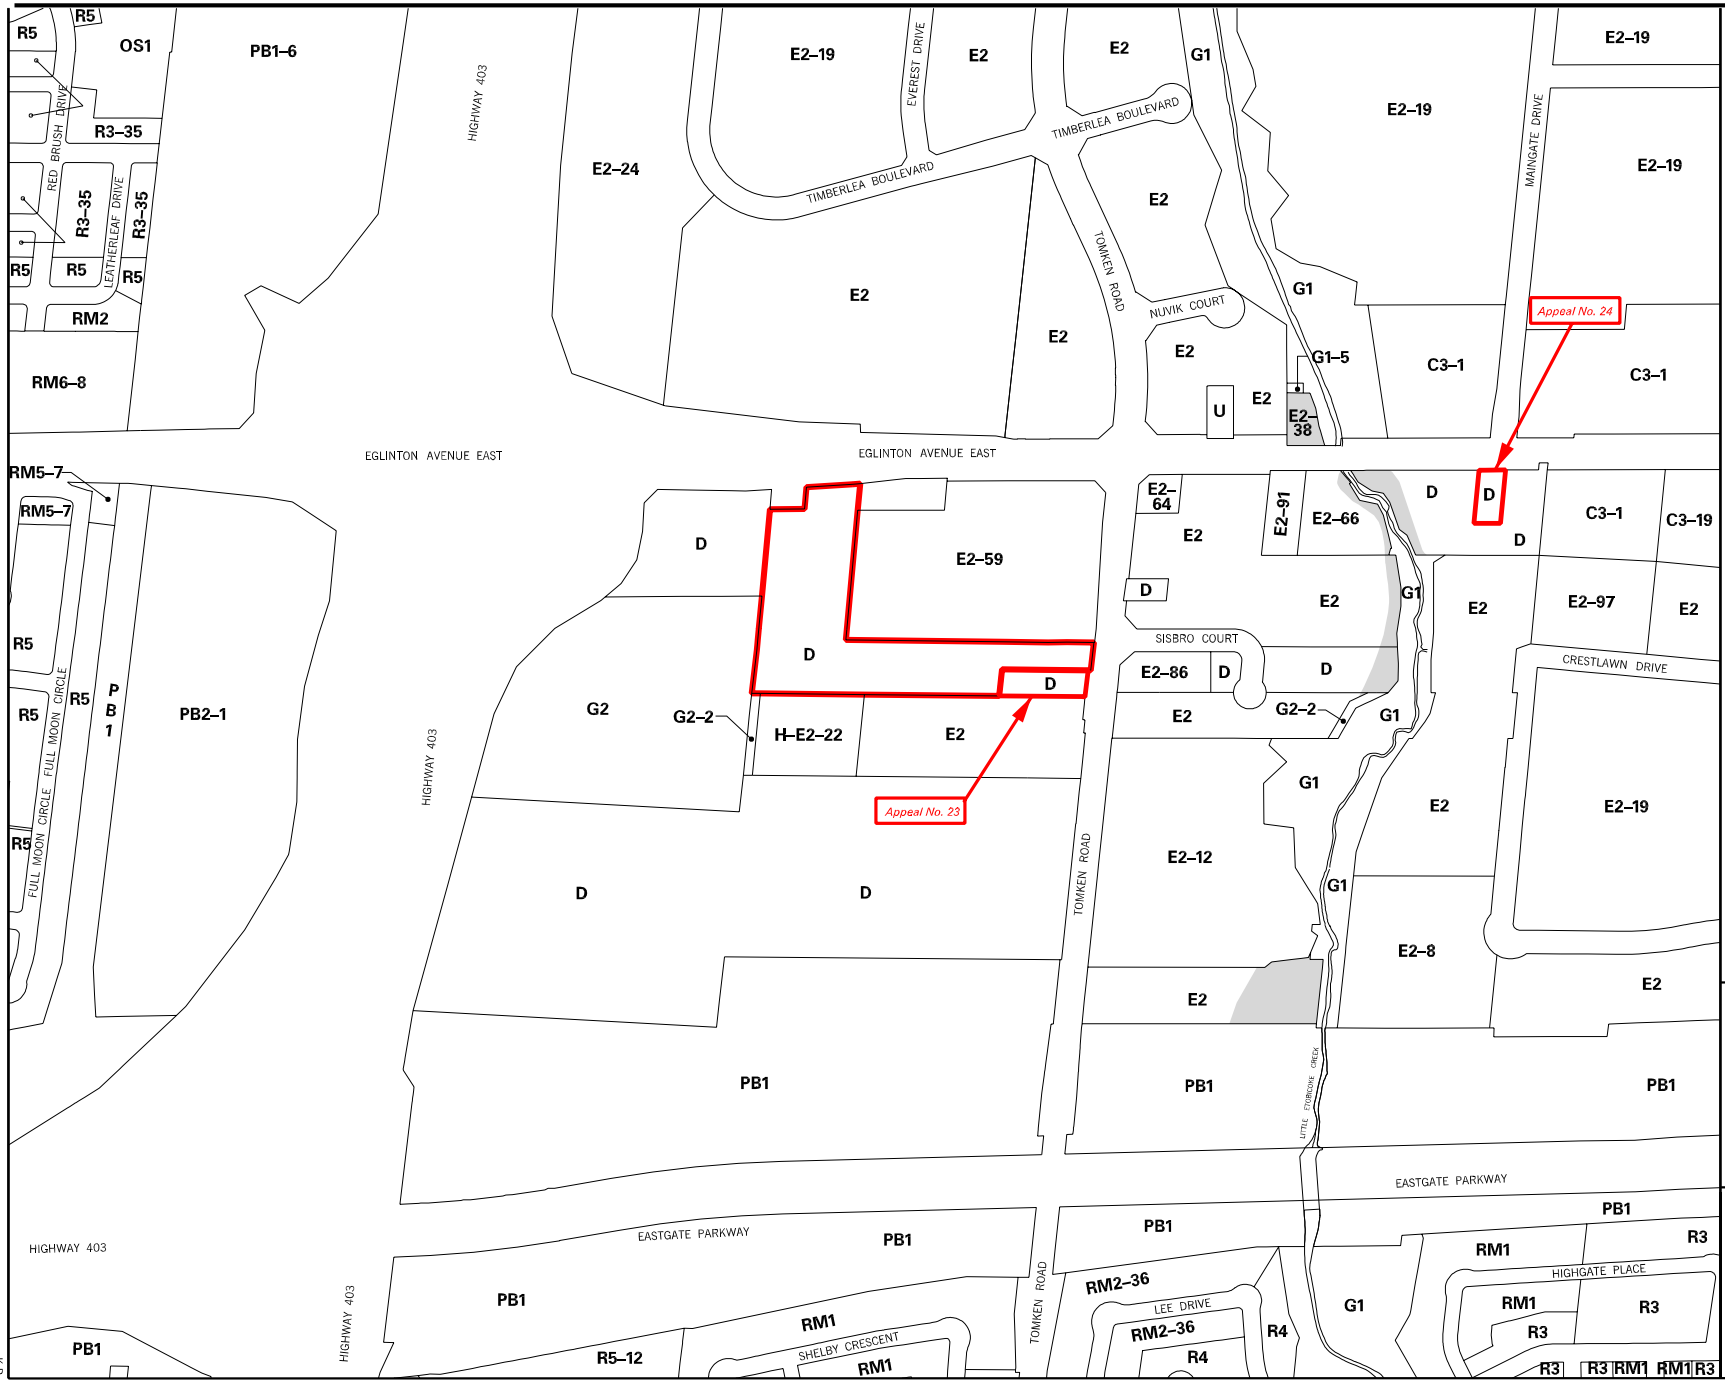 R5
R5
OS1
PB1–6
HIGHWAY 403
E2–19
EVEREST DRIVE
E2
E2
G1
E2–19
E2–19
MAINGATE DRIVE
E2–19
RED BRUSH DRIVE
R3–35
R3–35
LEATHERLEAF DRIVE
R3–35
E2–24
TIMBERLEA BOULEVARD
TIMBERLEA BOULEVARD
E2
TOMKEN ROAD
R5
R5
R5
RM2
RM6–8
E2
E2
NUVIK COURT
E2
G1
G1–5
U
E2
E2–
38
C3–1
C3–1
Appeal No. 24
EGLINTON AVENUE EAST
EGLINTON AVENUE EAST
RM5–7
RM5–7
D
E2–59
E2–
64
E2
E2–91
E2–66
D
D
D
C3–1
C3–19
D
E2
G1
E2
E2–97
E2
R5
SISBRO COURT
CRESTLAWN DRIVE
D
D
E2–86
D
D
R5
R5
P
B
1
PB2–1
FULL MOON CIRCLE
FULL MOON CIRCLE
G2
G2–2
H–E2–22
E2
E2
G2–2
G1
HIGHWAY 403
Appeal No. 23
G1
E2
E2–19
R5
TOMKEN ROAD
E2–12
G1
D
D
E2–8
E2
E2
PB1
PB1
LITTLE ETOBICOKE CREEK
PB1
EASTGATE PARKWAY
PB1
EASTGATE PARKWAY
PB1
PB1
R3
HIGHWAY 403
HIGHWAY 403
PB1
TOMKEN ROAD
RM2–36
RM1
HIGHGATE PLACE
LEE DRIVE
G1
RM1
R3
RM1
RM2–36
R4
R3
PB1
SHELBY CRESCENT
R5–12
RM1
R4
R3
R3
RM1
RM1
R3